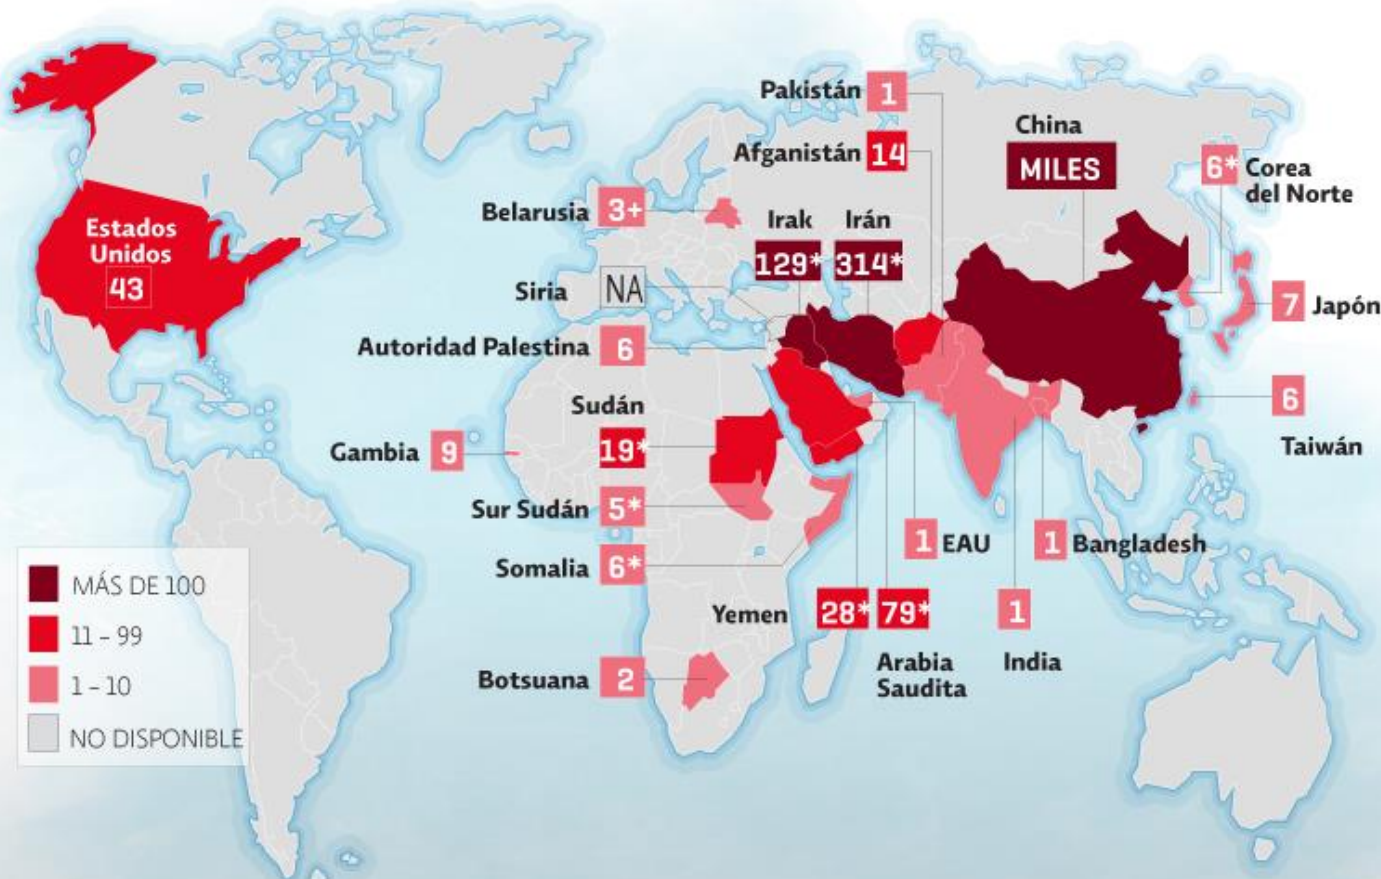 Pakistán 1
Afganistán 14
China
MILES
6* Corea
del Norte
Belarusia 3+
Irak Irán
129* 314*
Estados
Unidos
43
Siria NA
7 Japón
Autoridad Palestina 6
6
Taiwán
Sudán
19*
Gambia 9
Sur Sudán 5*
1 EAU
1 Bangladesh
Somalia 6*
Yemen 28* 79*
Arabia
Saudita
1
India
Botsuana 2
MÁS DE 100
11 – 99
1 – 10
NO DISPONIBLE